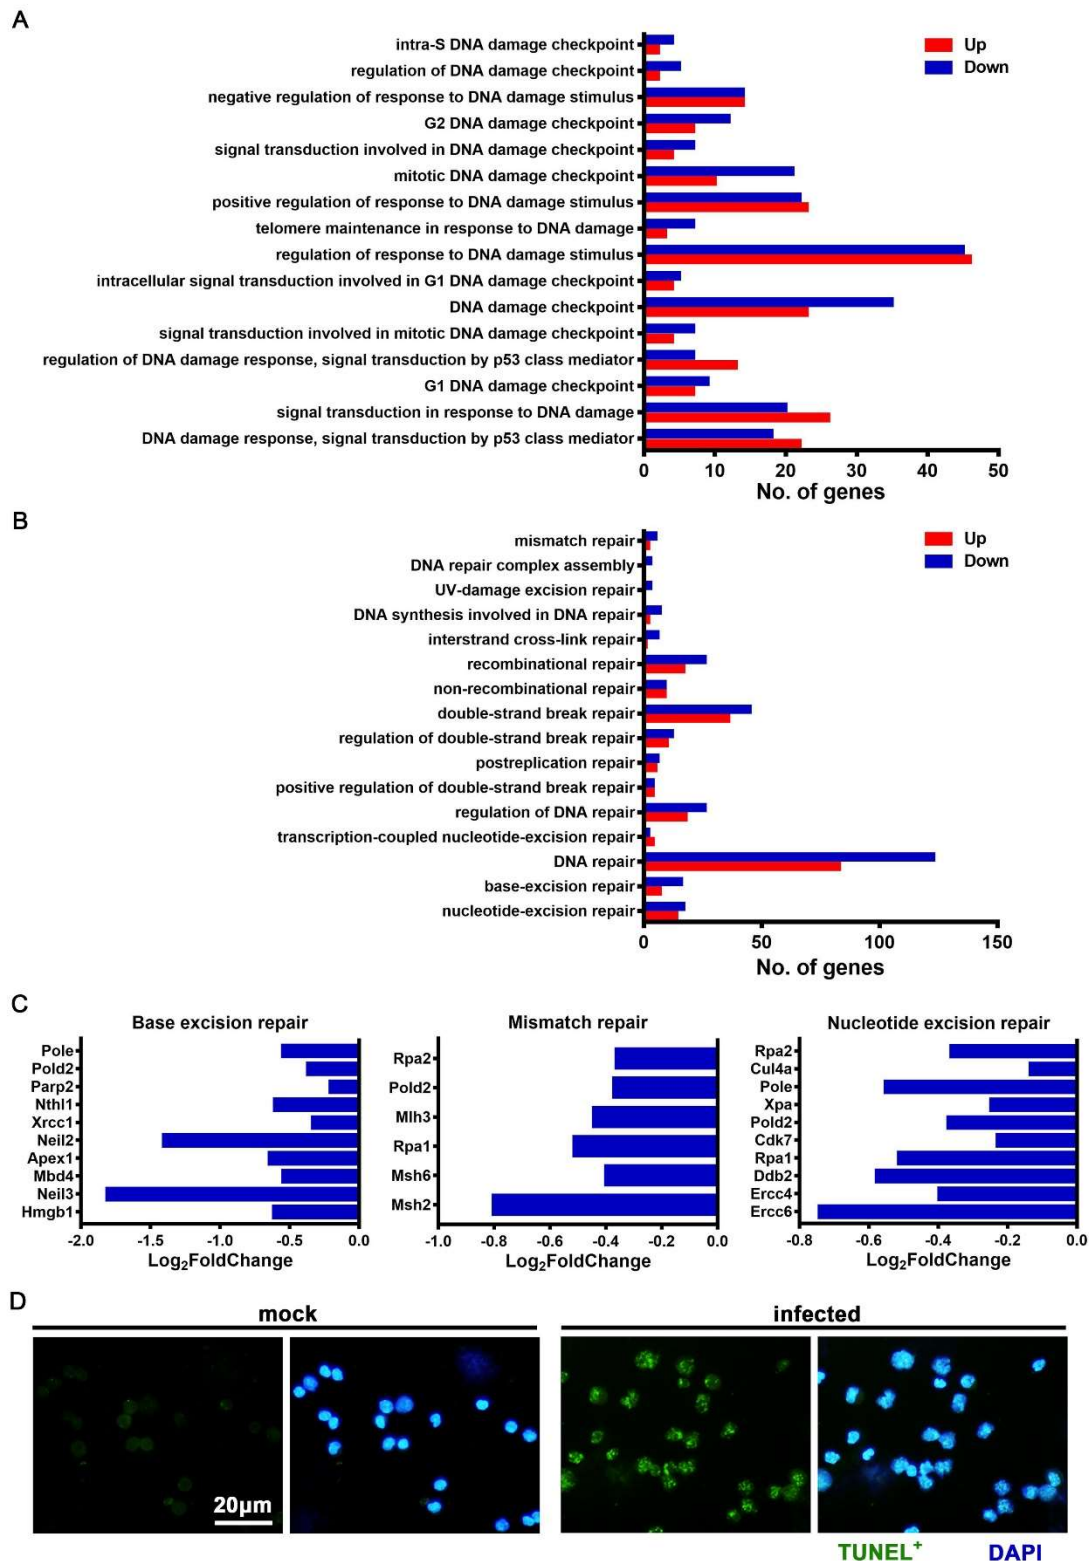 A
Up
Down
intra-S DNA damage checkpoint
regulation of DNA damage checkpoint
negative regulation of response to DNA damage stimulus
G2 DNA damage checkpoint
signal transduction involved in DNA damage checkpoint
mitotic DNA damage checkpoint
positive regulation of response to DNA damage stimulus
telomere maintenance in response to DNA damage
regulation of response to DNA damage stimulus
intracellular signal transduction involved in G1 DNA damage checkpoint
DNA damage checkpoint
signal transduction involved in mitotic DNA damage checkpoint
regulation of DNA damage response, signal transduction by p53 class mediator
G1 DNA damage checkpoint
signal transduction in response to DNA damage
DNA damage response, signal transduction by p53 class mediator
0 10 20 30 40 50
No. of genes
B
Up
Down
mismatch repair
DNA repair complex assembly
UV-damage excision repair
DNA synthesis involved in DNA repair
interstrand cross-link repair
recombinational repair
non-recombinational repair
double-strand break repair
regulation of double-strand break repair
postreplication repair
positive regulation of double-strand break repair
regulation of DNA repair
transcription-coupled nucleotide-excision repair
DNA repair
base-excision repair
nucleotide-excision repair
0 50 100 150
No. of genes
C
Base excision repair
Pole
Pold2
Parp2
Nthl1
Xrcc1
Neil2
Apex1
Mbd4
Neil3
Hmgb1
-2.0 -1.5 -1.0 -0.5 0.0
Log₂FoldChange
Mismatch repair
Rpa2
Pold2
Mlh3
Rpa1
Msh6
Msh2
-1.0 -0.8 -0.6 -0.4 -0.2 0.0
Log₂FoldChange
Nucleotide excision repair
Rpa2
Cul4a
Pole
Xpa
Pold2
Cdk7
Rpa1
Ddb2
Ercc4
Ercc6
-0.8 -0.6 -0.4 -0.2 0.0
Log₂FoldChange
D
mock
infected
20μm
TUNEL⁺
DAPI